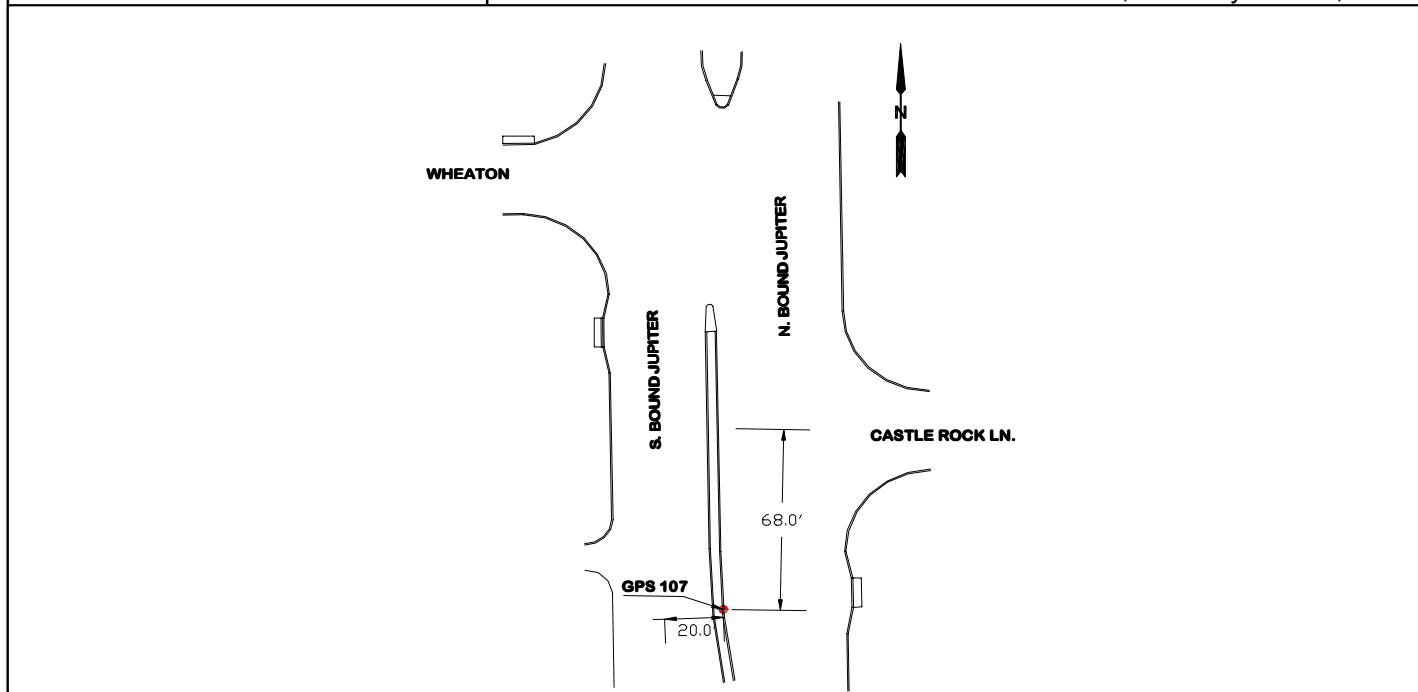 N
WHEATON
N. BOUND JUPITER
S. BOUND JUPITER
CASTLE ROCK LN.
68.0'
GPS 107
20.0'